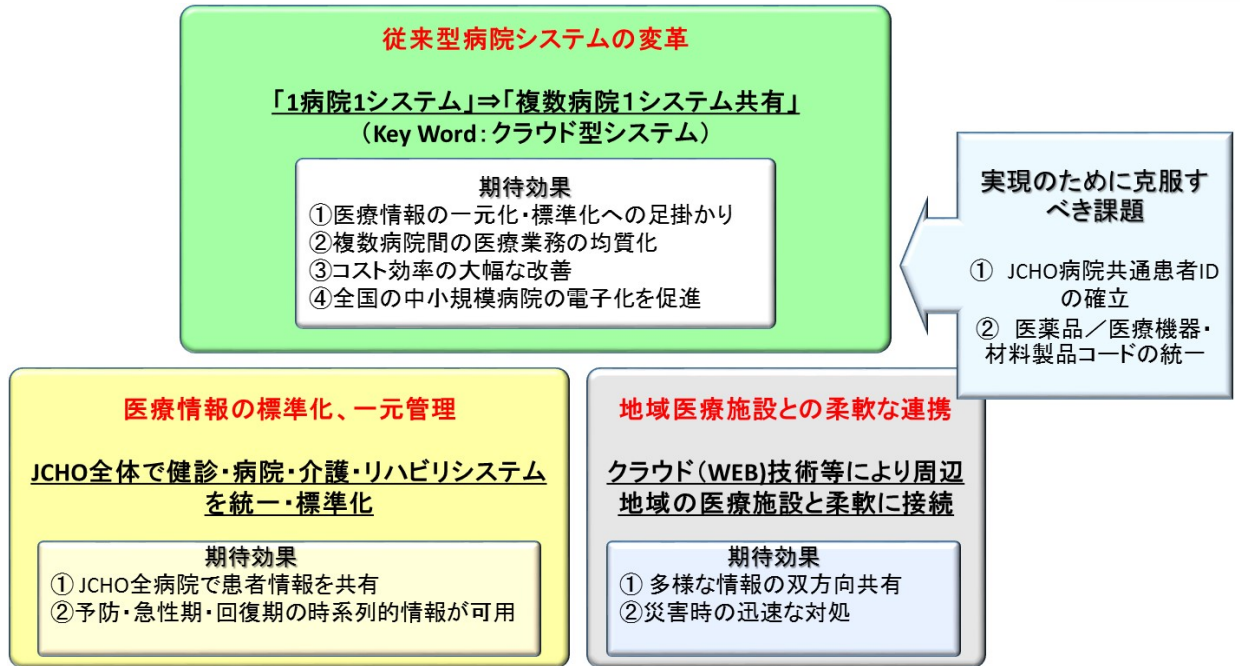 従来型病院システムの変革
「1病院1システム」⇒「複数病院１システム共有」
（Key Word：クラウド型システム）
期待効果
①医療情報の一元化・標準化への足掛かり
②複数病院間の医療業務の均質化
③コスト効率の大幅な改善
④全国の中小規模病院の電子化を促進
実現のために克服す
べき課題
① JCHO病院共通患者ID
の確立
② 医薬品／医療機器・
材料製品コードの統一
医療情報の標準化、一元管理
JCHO全体で健診・病院・介護・リハビリシステム
を統一・標準化
期待効果
① JCHO全病院で患者情報を共有
②予防・急性期・回復期の時系列的情報が可用
地域医療施設との柔軟な連携
クラウド（WEB)技術等により周辺
地域の医療施設と柔軟に接続
期待効果
① 多様な情報の双方向共有
②災害時の迅速な対処